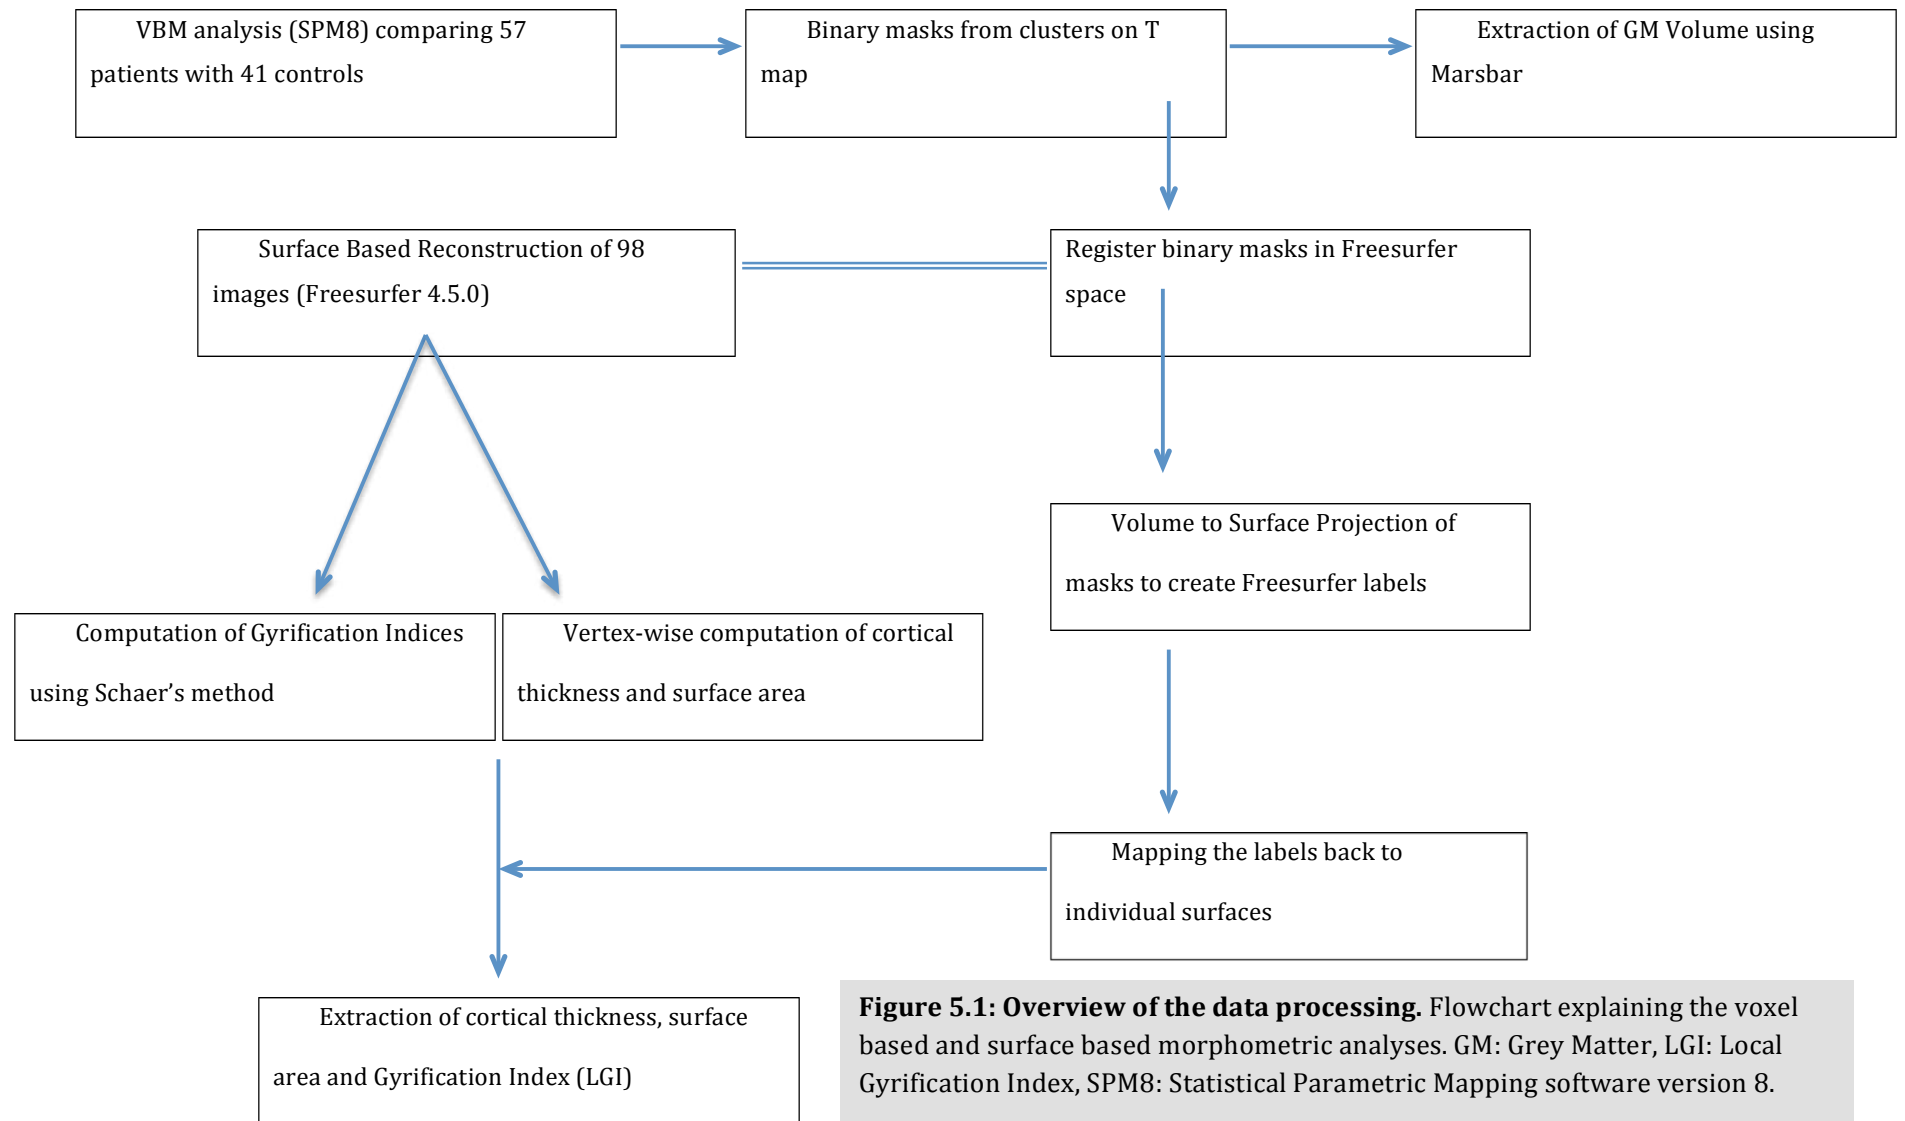 VBM analysis (SPM8) comparing 57
patients with 41 controls
Binary masks from clusters on T
map
Extraction of GM Volume using
Marsbar
Surface Based Reconstruction of 98
images (Freesurfer 4.5.0)
Register binary masks in Freesurfer
space
Volume to Surface Projection of
masks to create Freesurfer labels
Computation of Gyrification Indices
using Schaer’s method
Vertex-wise computation of cortical
thickness and surface area
Mapping the labels back to
individual surfaces
Extraction of cortical thickness, surface
area and Gyrification Index (LGI)
Figure 5.1: Overview of the data processing. Flowchart explaining the voxel
based and surface based morphometric analyses. GM: Grey Matter, LGI: Local
Gyrification Index, SPM8: Statistical Parametric Mapping software version 8.